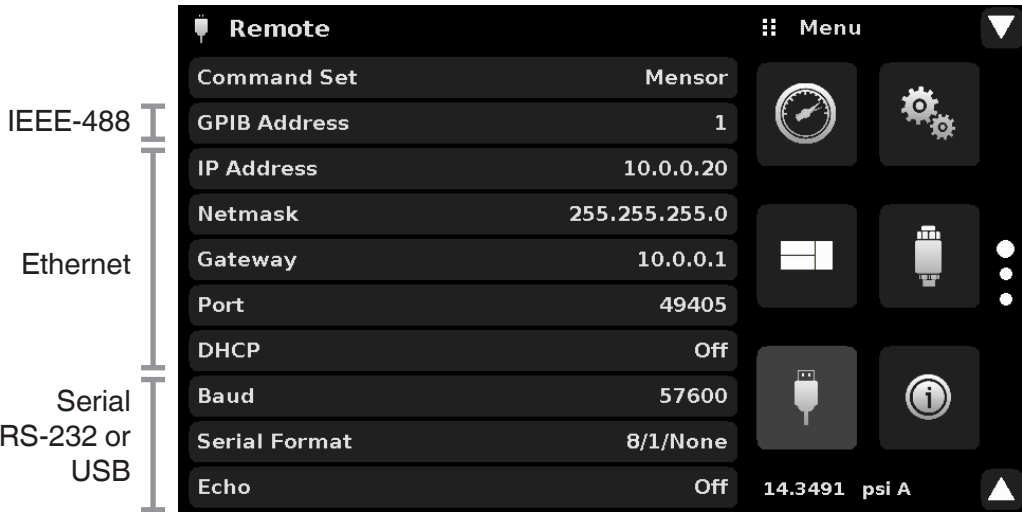 Remote
Menu
Command Set Mensor
IEEE-488
GPIB Address 1
IP Address 10.0.0.20
Netmask 255.255.255.0
Ethernet
Gateway 10.0.0.1
Port 49405
DHCP Off
Serial
RS-232 or
USB
Baud 57600
Serial Format 8/1/None
Echo Off
14.3491 psi A